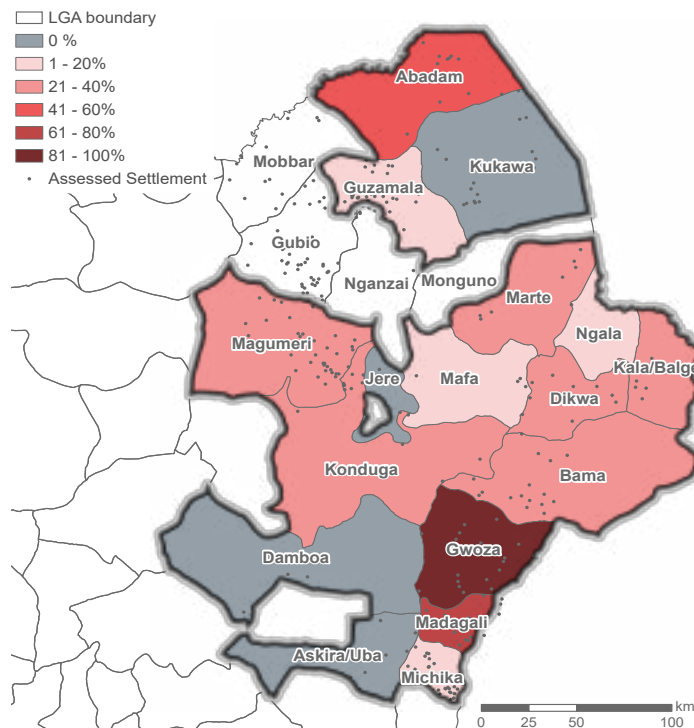 LGA boundary
0 %
1 - 20%
21 - 40%
41 - 60%
61 - 80%
81 - 100%
Assessed Settlement
Abadam
Mobbar
Kukawa
Guzamala
Gubio
Nganzai
Monguno
Marte
Magumeri
Ngala
Jere
Mafa
Kala/Balge
Dikwa
Konduga
Bama
Gwoza
Damboa
Madagali
Askira/Uba
Michika
km
0 25 50 100